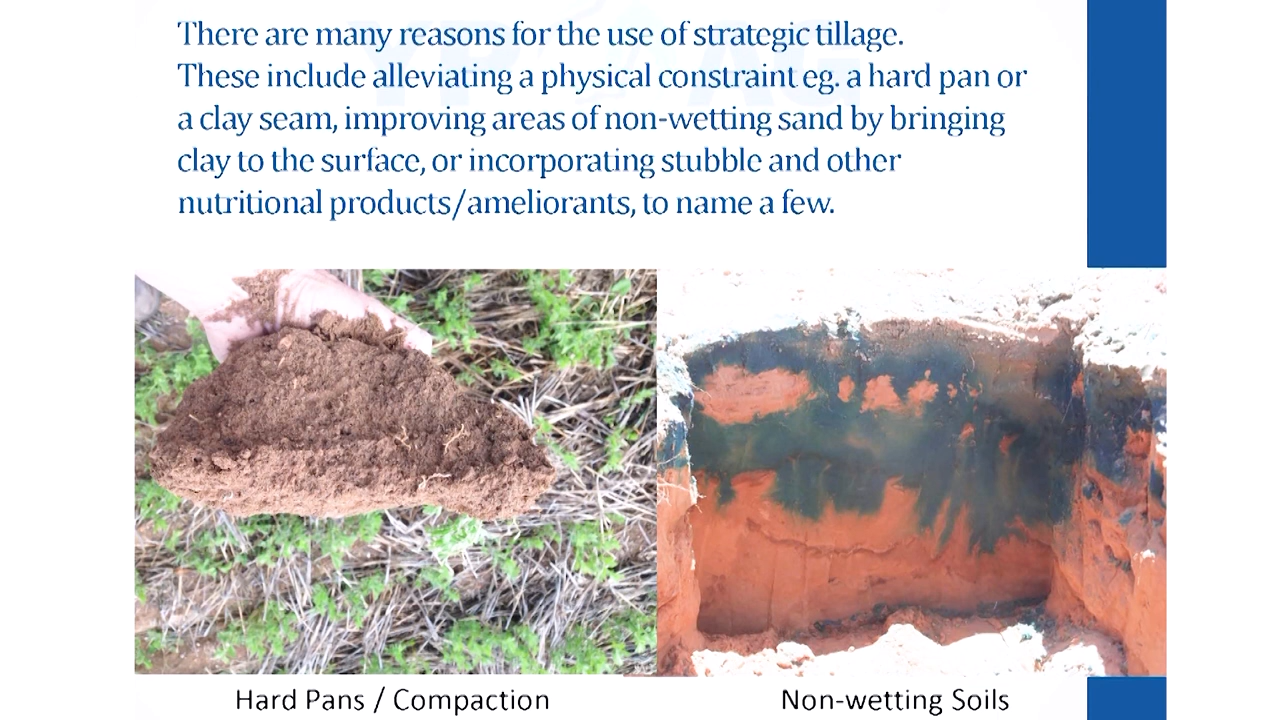 There are many reasons for the use of strategic tillage.
These include alleviating a physical constraint eg. a hard pan or
a clay seam, improving areas of non-wetting sand by bringing
clay to the surface, or incorporating stubble and other
nutritional products/ameliorants, to name a few.
Hard Pans / Compaction
Non-wetting Soils